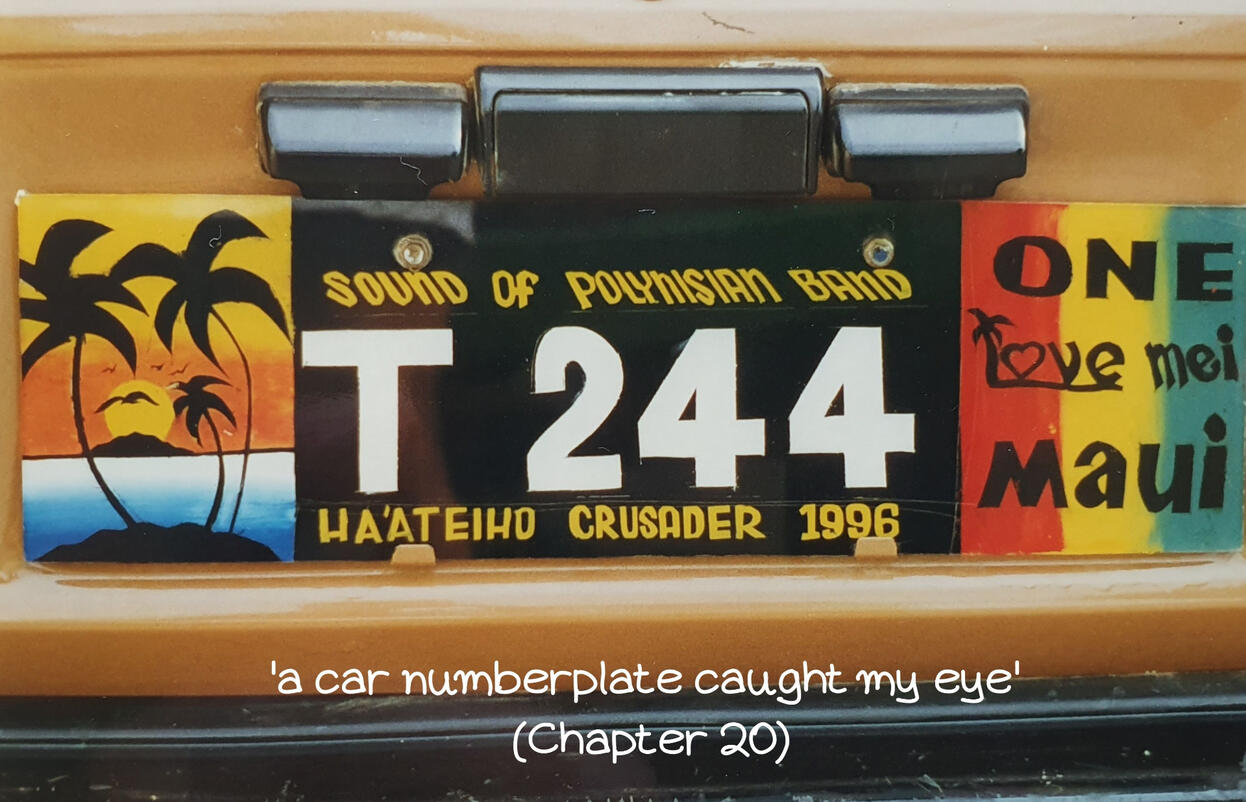 SOUND OF POLYNISIAN BAND
T 244
HA'ATEIHO CRUSADER 1996
ONE
Love mei
Maui
'a car numberplate caught my eye'
(Chapter 20)